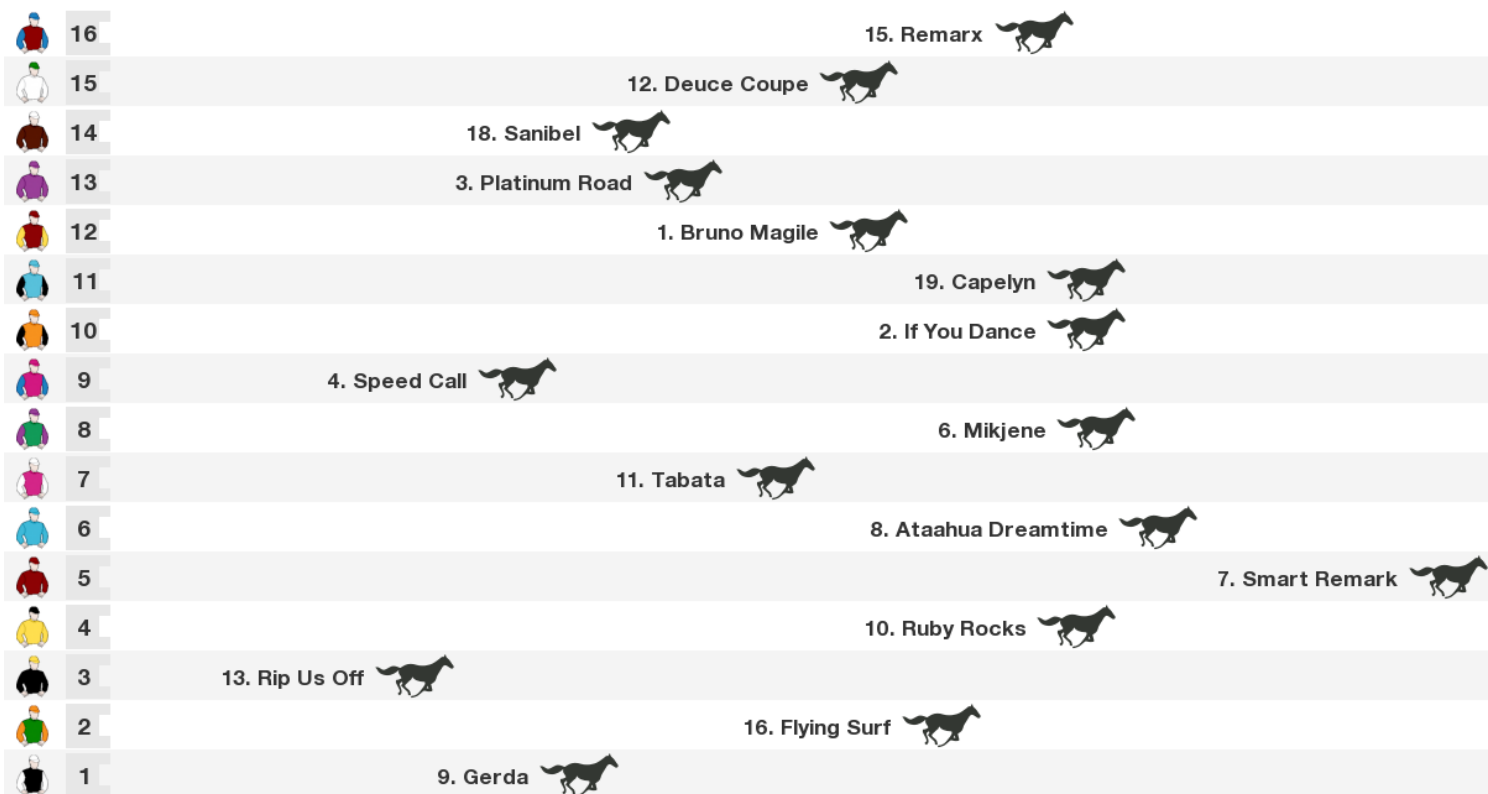 16 15. Remarx
15 12. Deuce Coupe
14 18. Sanibel
13 3. Platinum Road
12 1. Bruno Magile
11 19. Capelyn
10 2. If You Dance
9 4. Speed Call
8 6. Mikjene
7 11. Tabata
6 8. Ataahua Dreamtime
5 7. Smart Remark
4 10. Ruby Rocks
3 13. Rip Us Off
2 16. Flying Surf
1 9. Gerda